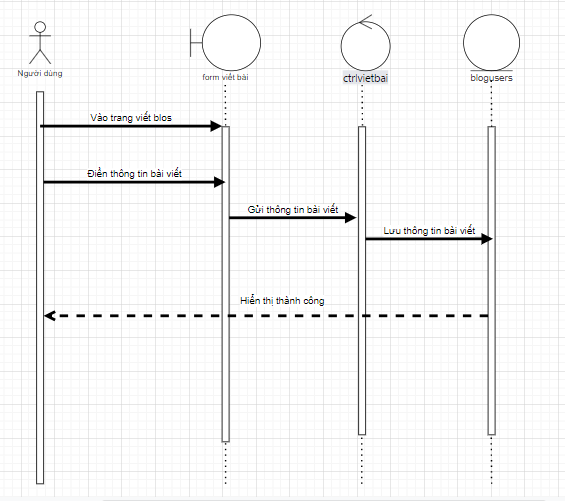 Người dùng
form viết bài
ctrlvietbai
blogusers
Vào trang viết blos
Điền thông tin bài viết
Gửi thông tin bài viết
Lưu thông tin bài viết
Hiển thị thành công